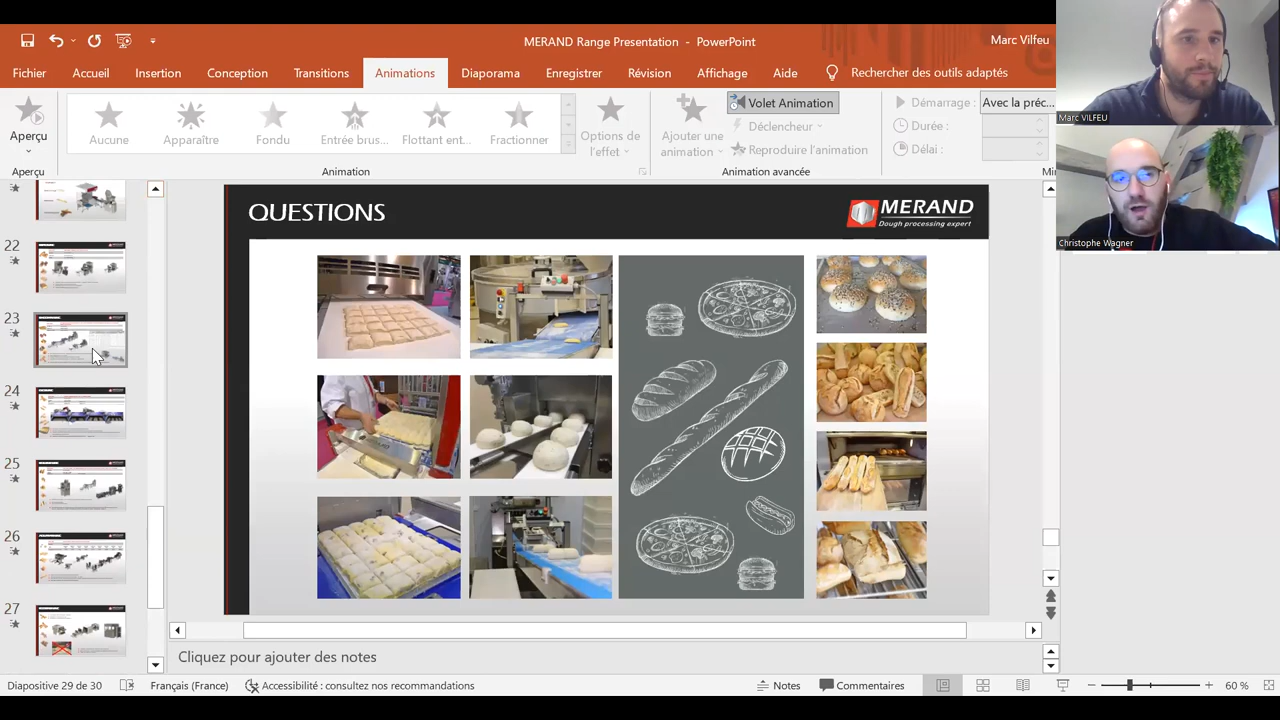 MERAND Range Presentation - PowerPoint
Marc Vilfeu
Fichier Accueil Insertion Conception Transitions Animations Diaporama Enregistrer Révision Affichage Aide Rechercher des outils adaptés
Aperçu
Aucune Apparaître Fondu Entrée brus... Flottant ent... Fractionner
Options de l'effet
Ajouter une animation
Volet Animation
Déclencheur
Reproduire l'animation
Démarrage : Avec la préc...
Durée :
Délai :
Aperçu Animation Animation avancée Mi
Marc VILFEU
Christophe Wagner
22
23
24
25
26
27
QUESTIONS
MERAND
Dough processing expert
Cliquez pour ajouter des notes
Diapositive 29 de 30 Français (France) Accessibilité : consultez nos recommandations Notes Commentaires 60 %